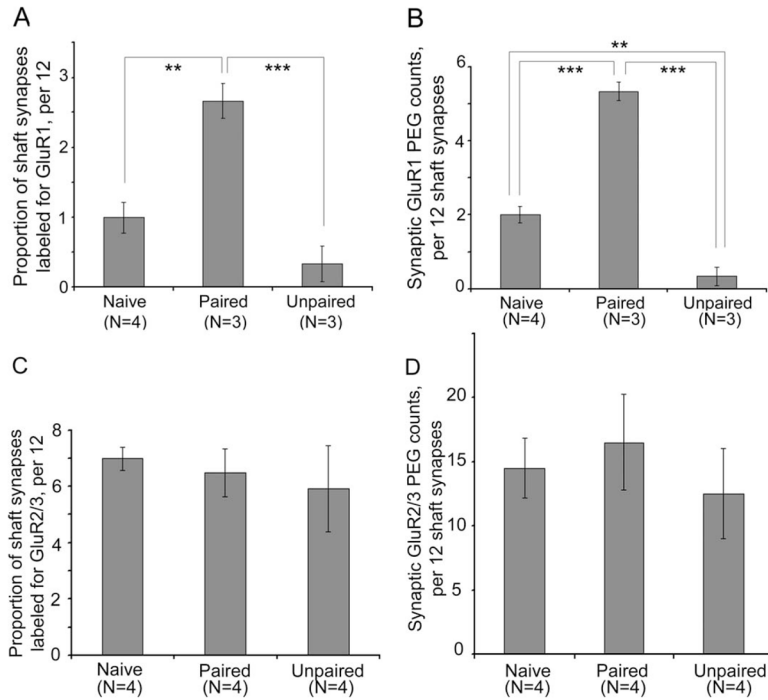 A
Proportion of shaft synapses
labeled for GluR1, per 12
3
2
1
0
**
***
Naive
(N=4)
Paired
(N=3)
Unpaired
(N=3)
B
Synaptic GluR1 PEG counts,
per 12 shaft synapses
6
4
2
0
**
***
***
Naive
(N=4)
Paired
(N=3)
Unpaired
(N=3)
C
Proportion of shaft synapses
labeled for GluR2/3, per 12
8
6
4
2
0
Naive
(N=4)
Paired
(N=4)
Unpaired
(N=4)
D
Synaptic GluR2/3 PEG counts,
per 12 shaft synapses
20
15
10
5
0
Naive
(N=4)
Paired
(N=4)
Unpaired
(N=4)